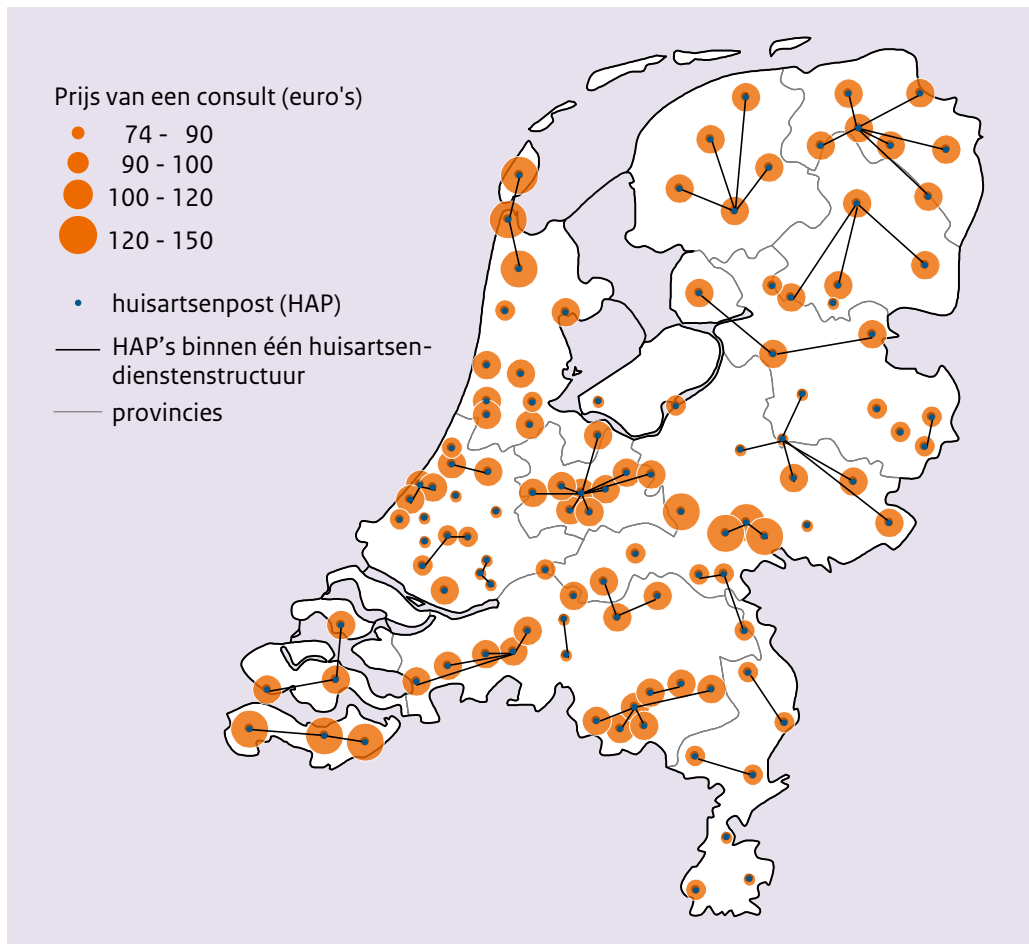 Prijs van een consult (euro's)
74 - 90
90 - 100
100 - 120
120 - 150
huisartsenpost (HAP)
HAP’s binnen één huisartsen-
dienstenstructuur
provincies